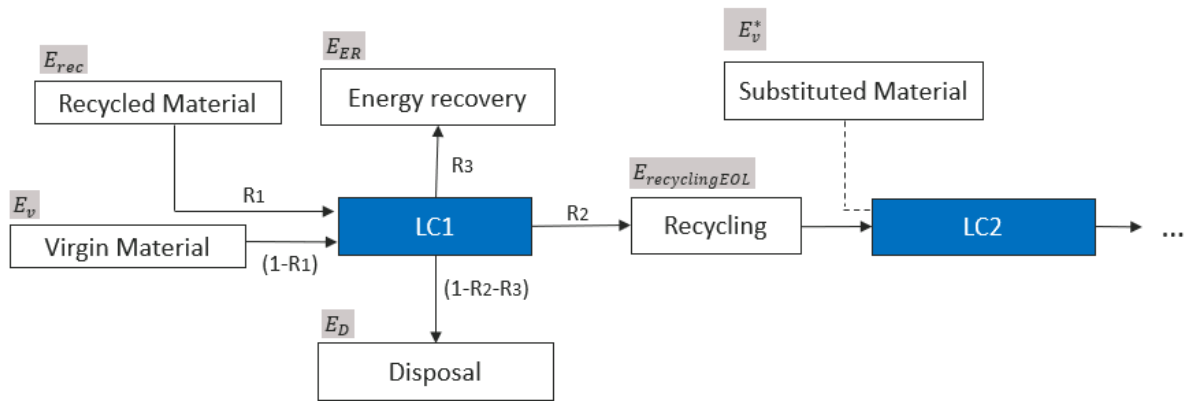 E_v^*
E_ER
E_rec
Substituted Material
Energy recovery
Recycled Material
R3
E_recyclingEOL
R1
R2
E_v
LC1
Recycling
LC2
...
Virgin Material
(1-R1)
(1-R2-R3)
E_D
Disposal